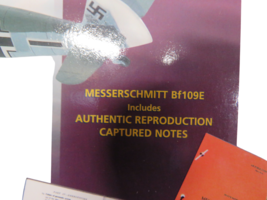 MESSERSCHMITT Bf109E
Includes
AUTHENTIC REPRODUCTION
CAPTURED NOTES